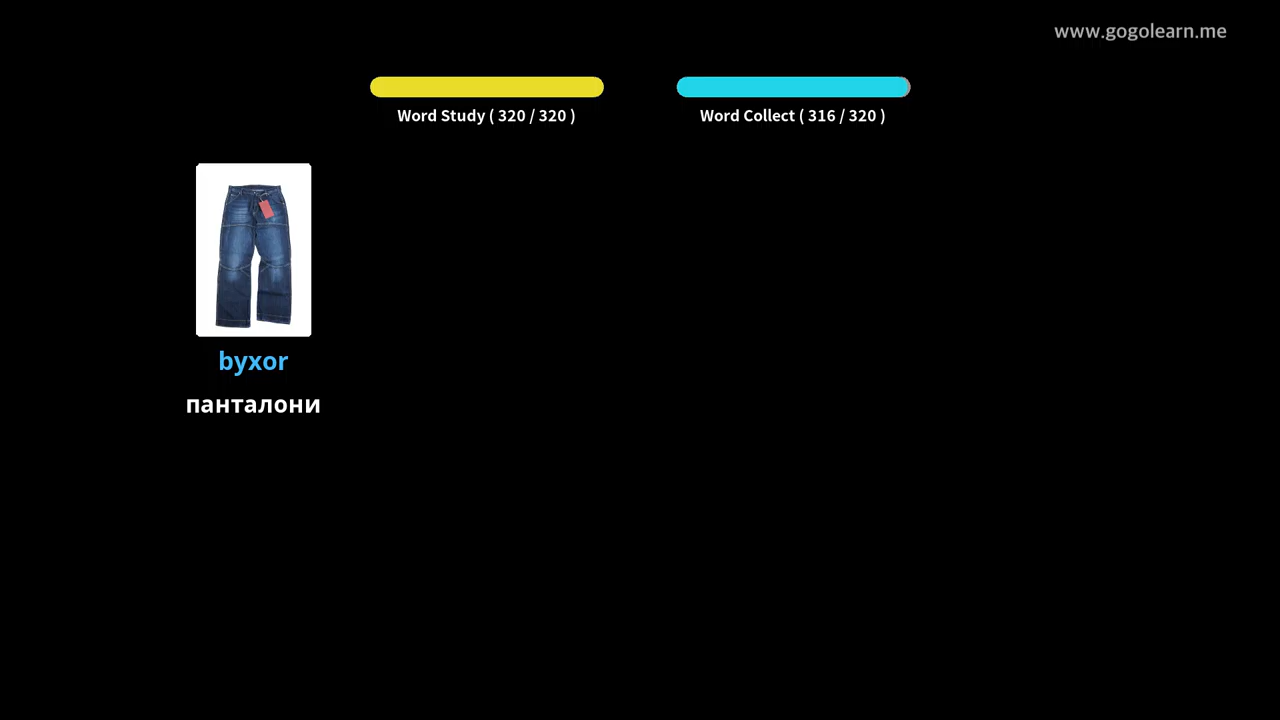 www.gogolearn.me
Word Study ( 320 / 320 )
Word Collect ( 316 / 320 )
byxor
панталони